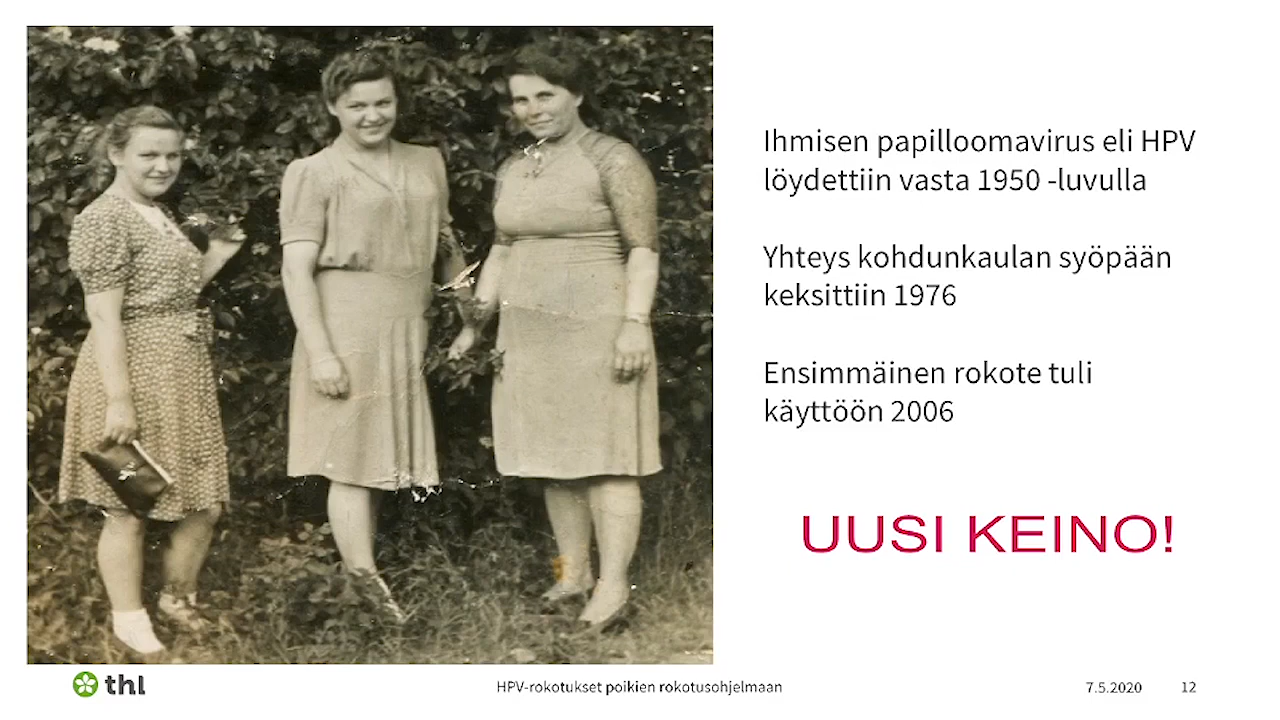 Ihmisen papilloomavirus eli HPV
löydettiin vasta 1950 -luvulla
Yhteys kohdunkaulan syöpään
keksittiin 1976
Ensimmäinen rokote tuli
käyttöön 2006
UUSI KEINO!
thl
HPV-rokotukset poikien rokotusohjelmaan
7.5.2020
12